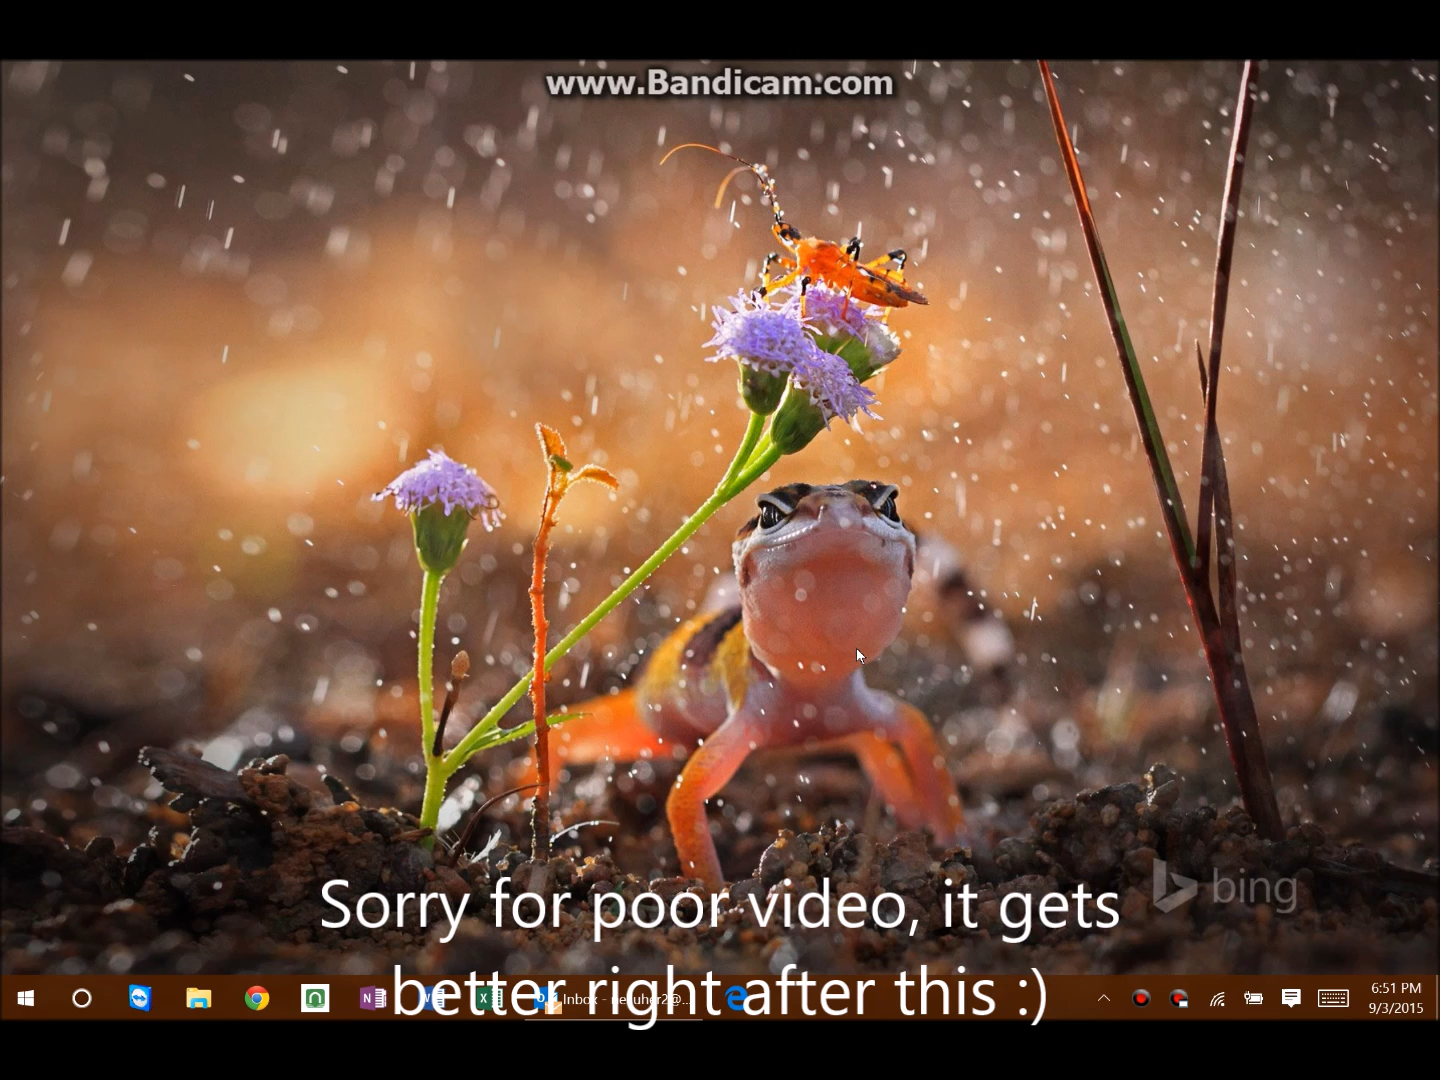 www.Bandicam.com
bing
Sorry for poor video, it gets
better right after this :)
6:51 PM
9/3/2015